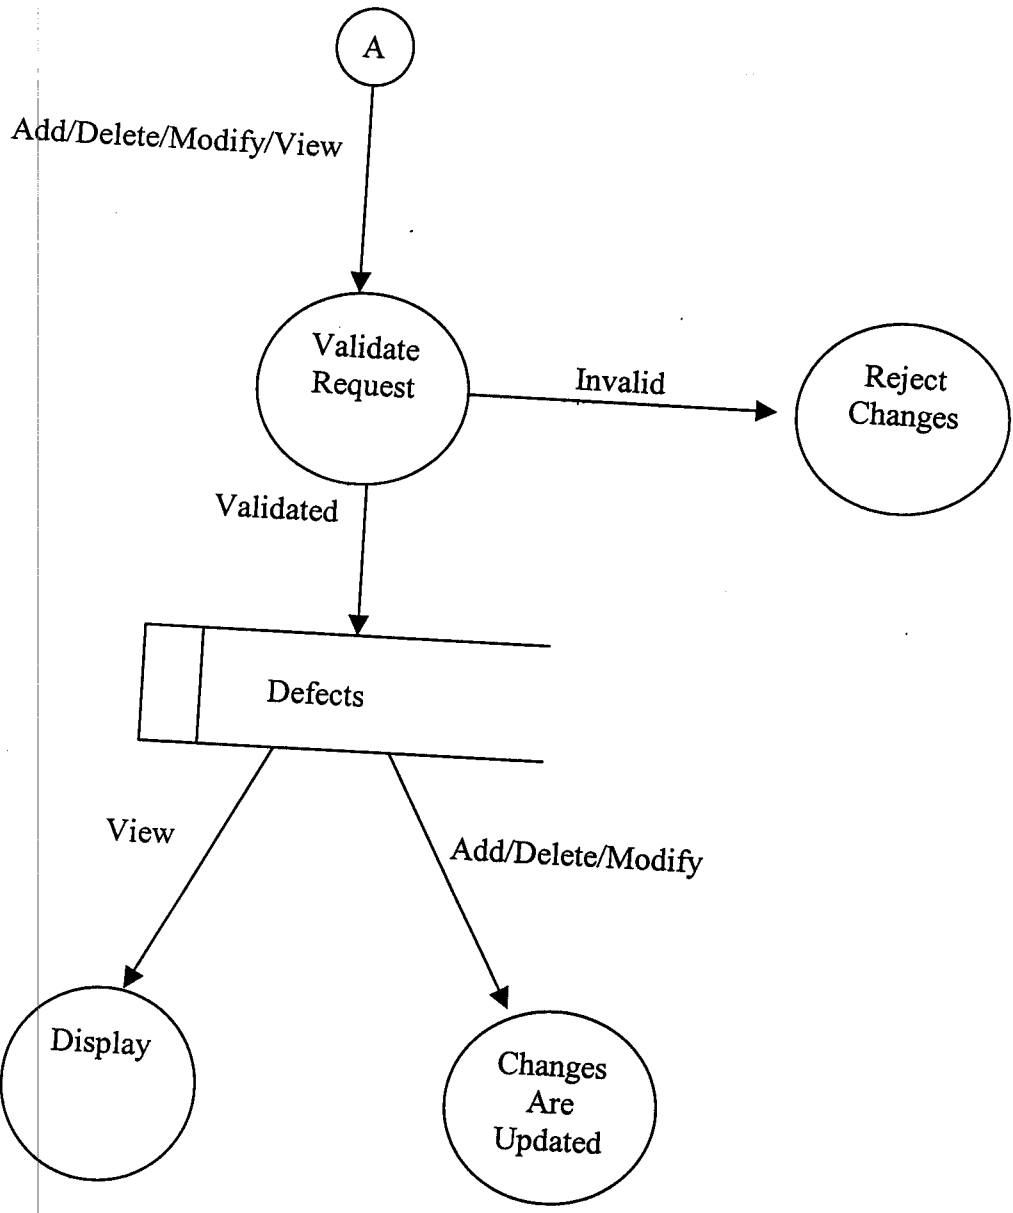 A
Add/Delete/Modify/View
Validate
Request
Invalid
Reject
Changes
Validated
Defects
View
Add/Delete/Modify
Display
Changes
Are
Updated